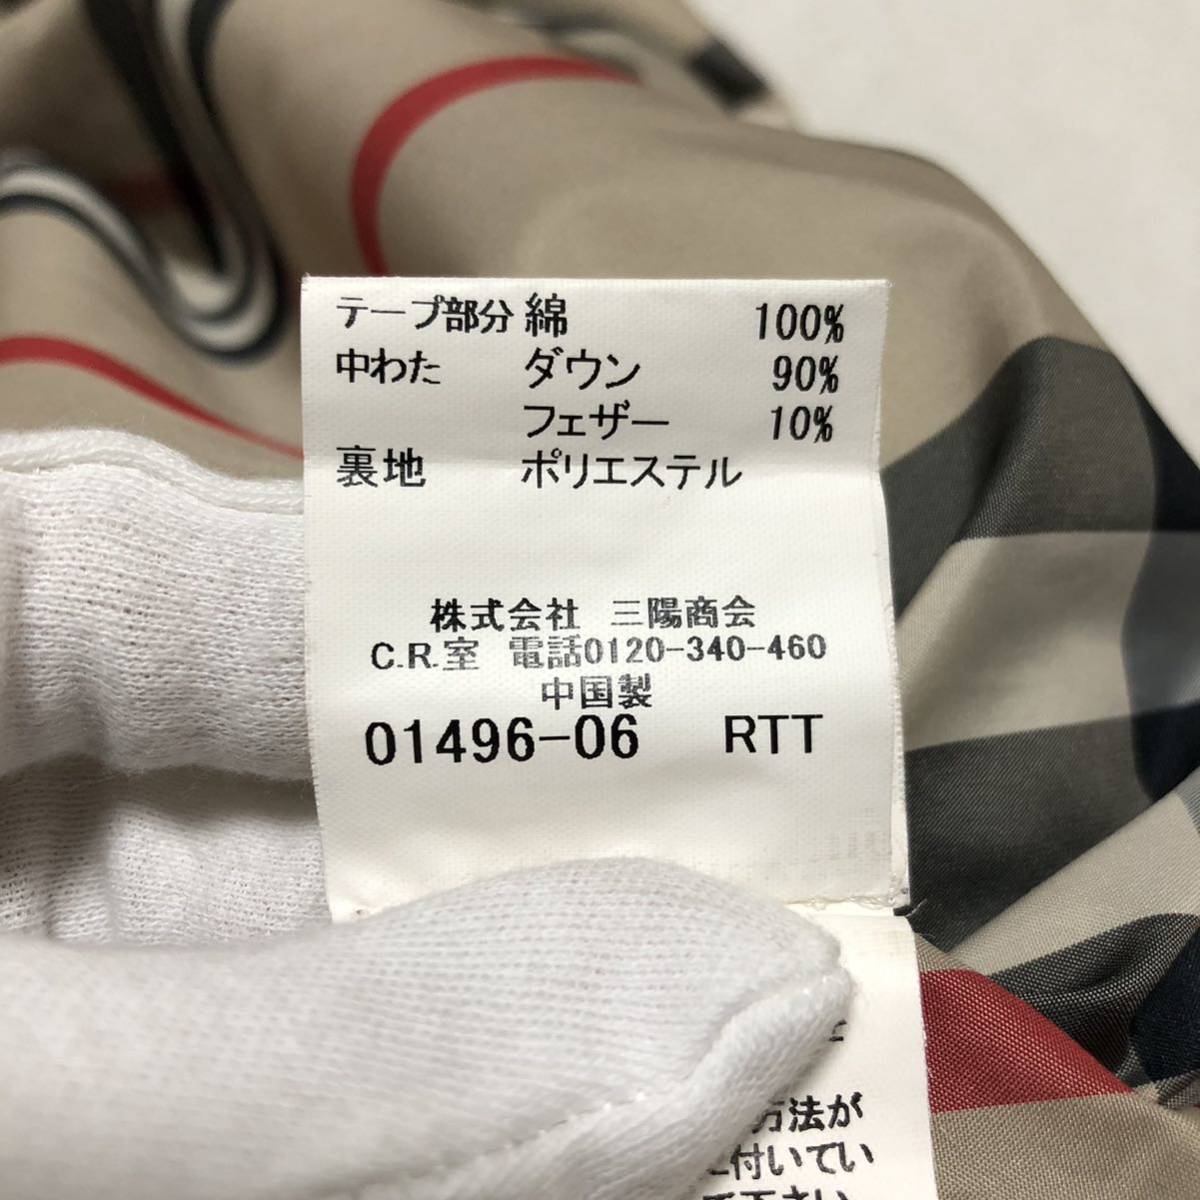 テープ部分 綿 100%
中わた ダウン 90%
フェザー 10%
裏地 ポリエステル
株式会社 三陽商会
C.R.室 電話0120-340-460
中国製
01496-06 RTT
方法が
付いてい
て下さい